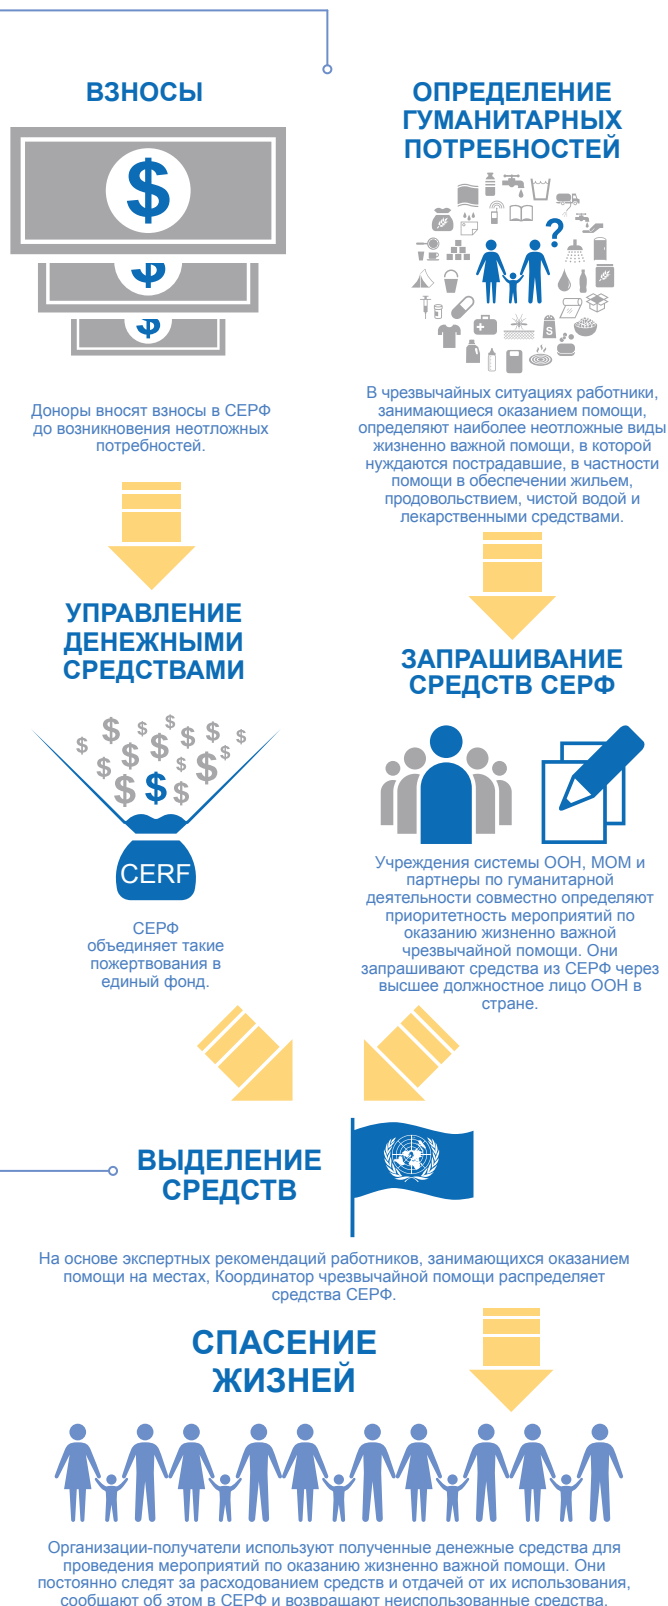 ВЗНОСЫ
$
$
$
Доноры вносят взносы в СЕРФ
до возникновения неотложных
потребностей.
УПРАВЛЕНИЕ
ДЕНЕЖНЫМИ
СРЕДСТВАМИ
$ $ $ $ $ $
$ $ $ $ $ $
$ $ $ $
CERF
СЕРФ
объединяет такие
пожертвования в
единый фонд.
ОПРЕДЕЛЕНИЕ
ГУМАНИТАРНЫХ
ПОТРЕБНОСТЕЙ
?
S
В чрезвычайных ситуациях работники,
занимающиеся оказанием помощи,
определяют наиболее неотложные виды
жизненно важной помощи, в которой
нуждаются пострадавшие, в частности
помощи в обеспечении жильем,
продовольствием, чистой водой и
лекарственными средствами.
ЗАПРАШИВАНИЕ
СРЕДСТВ СЕРФ
Учреждения системы ООН, МОМ и
партнеры по гуманитарной
деятельности совместно определяют
приоритетность мероприятий по
оказанию жизненно важной
чрезвычайной помощи. Они
запрашивают средства из СЕРФ через
высшее должностное лицо ООН в
стране.
ВЫДЕЛЕНИЕ
СРЕДСТВ
На основе экспертных рекомендаций работников, занимающихся оказанием
помощи на местах, Координатор чрезвычайной помощи распределяет
средства СЕРФ.
СПАСЕНИЕ
ЖИЗНЕЙ
Организации-получатели используют полученные денежные средства для
проведения мероприятий по оказанию жизненно важной помощи. Они
постоянно следят за расходованием средств и отдачей от их использования,
сообщают об этом в СЕРФ и возвращают неиспользованные средства.